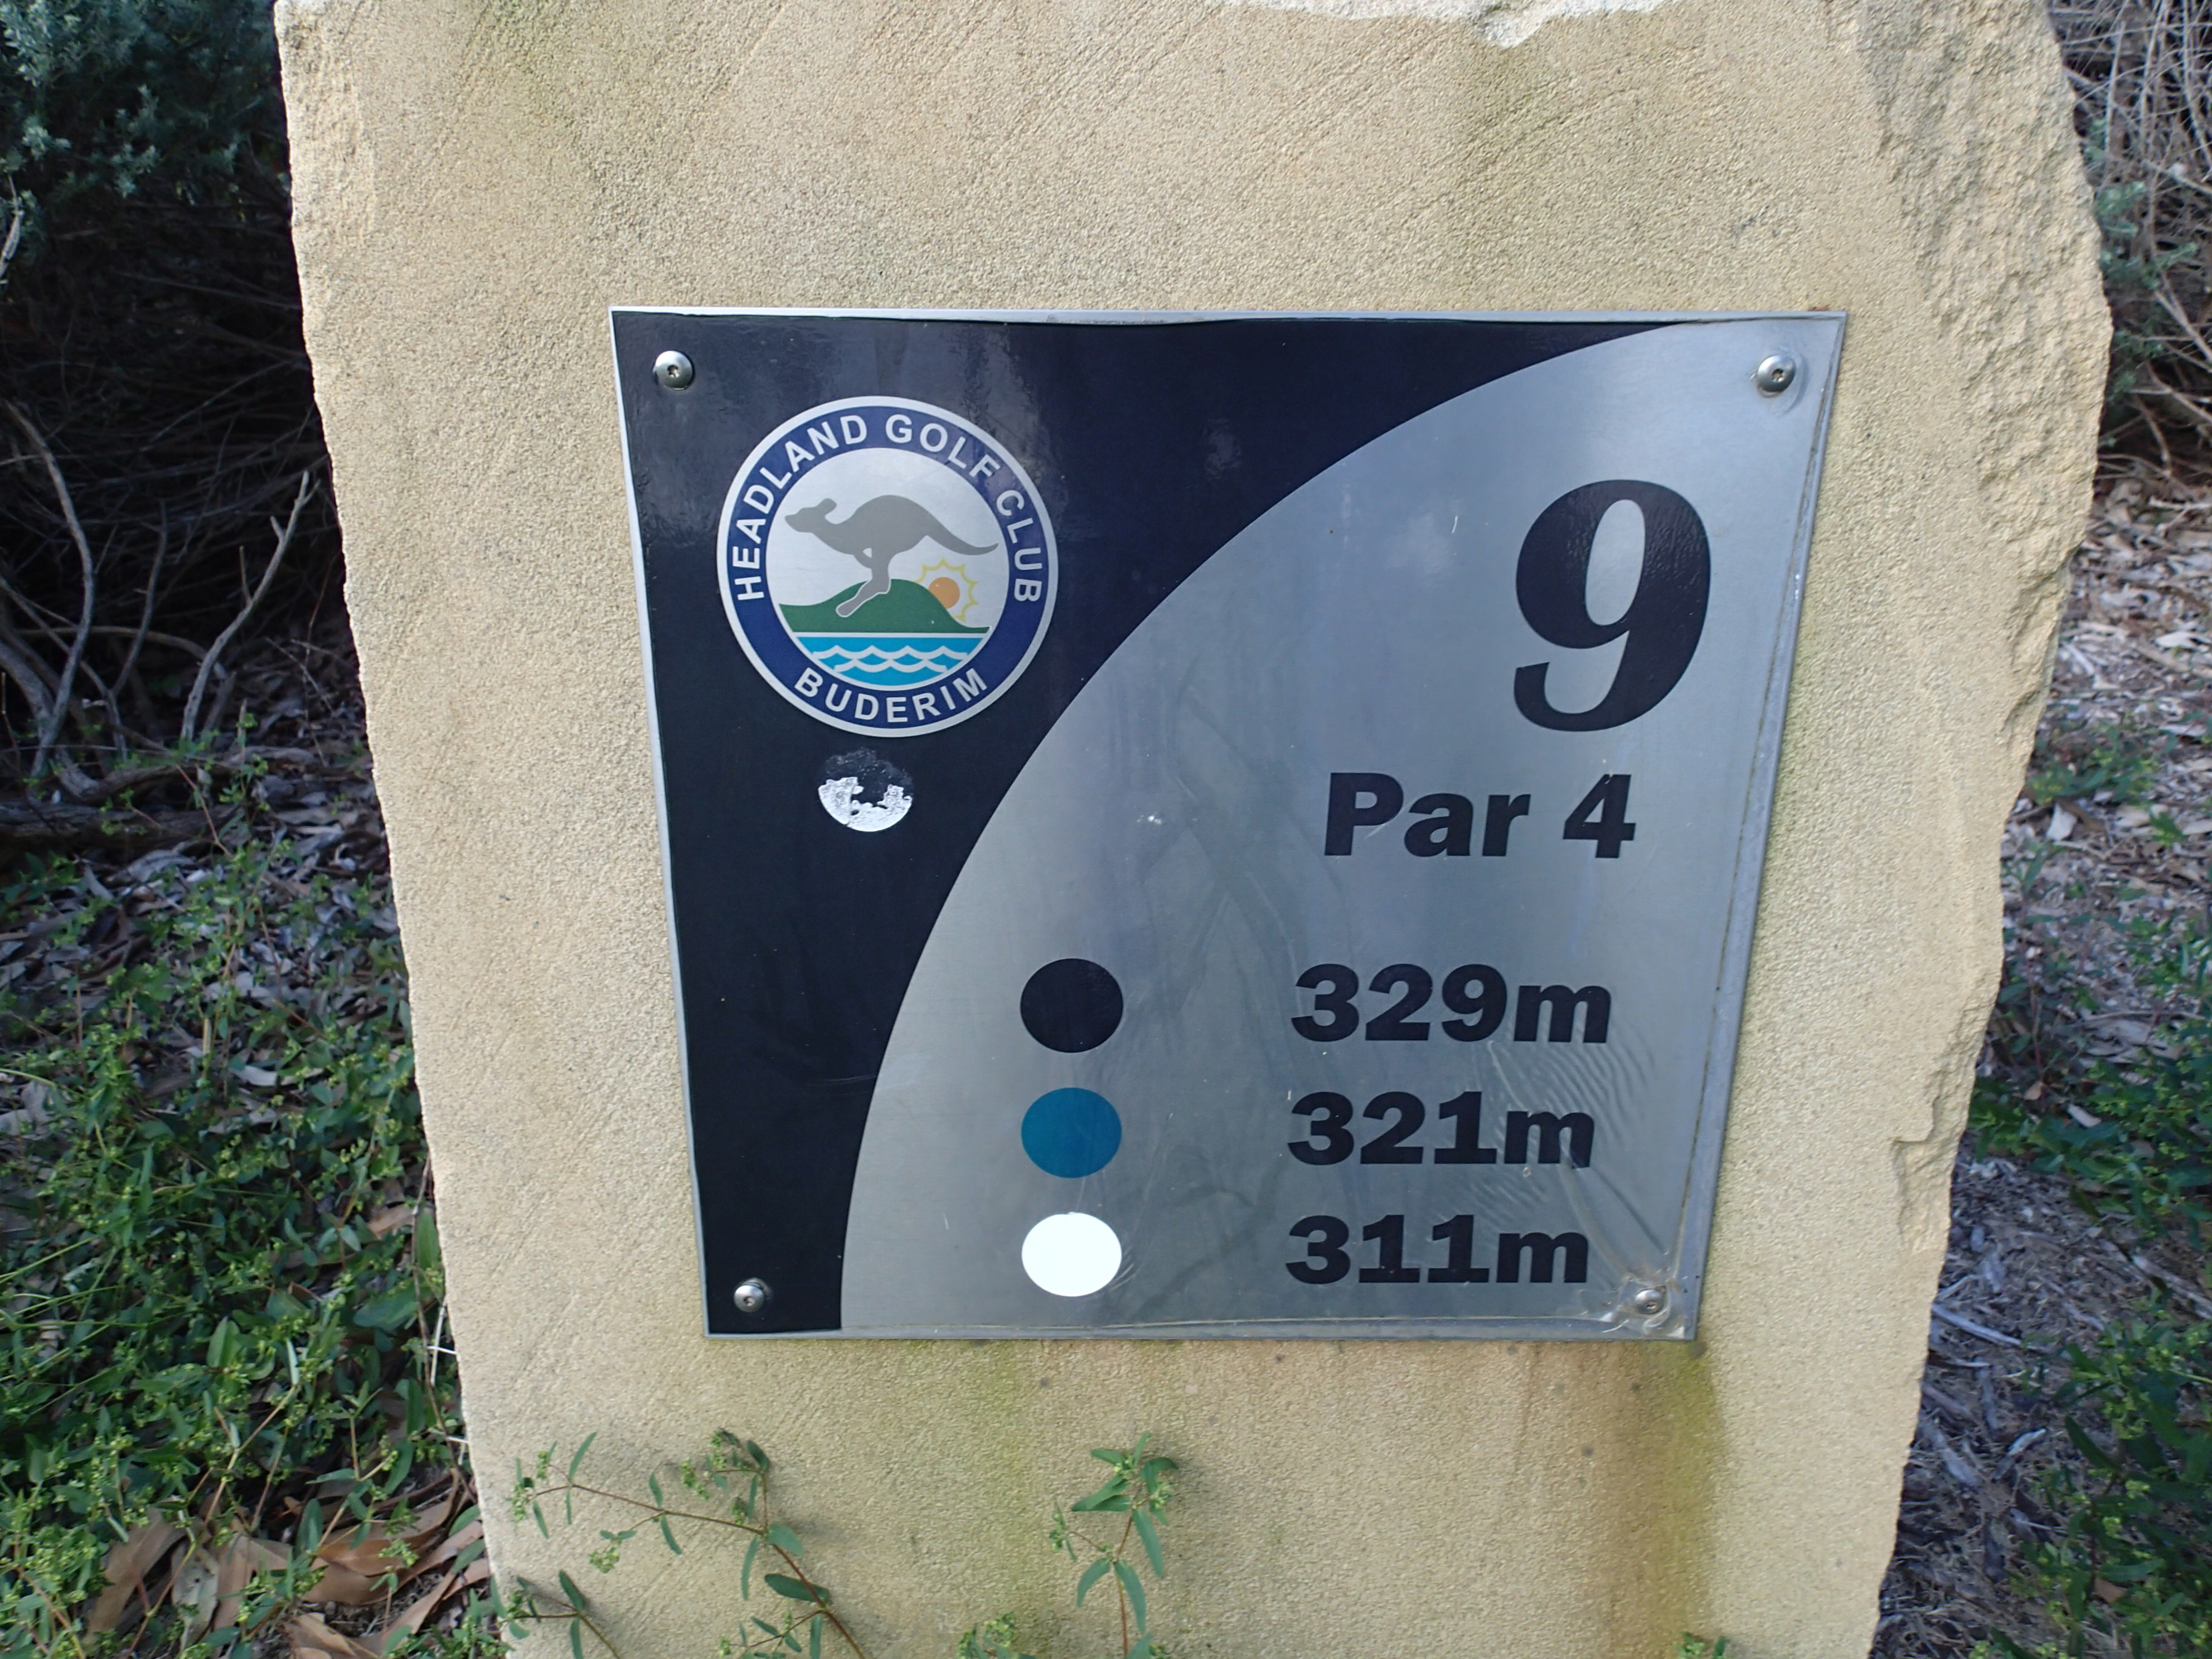 HEADLAND GOLF CLUB
BUDERIM
9
Par 4
329m
321m
311m